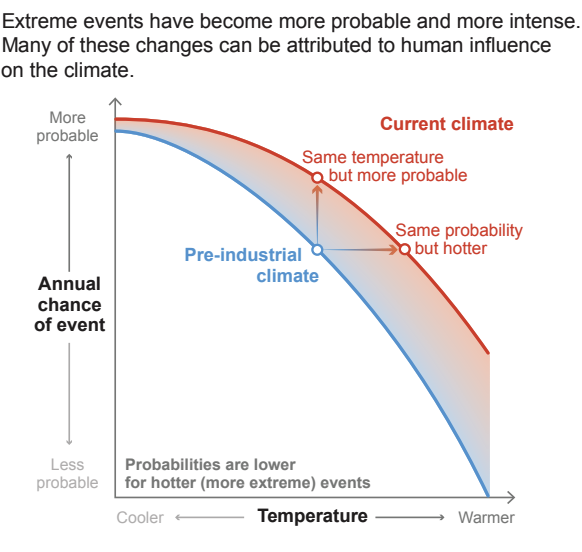 Extreme events have become more probable and more intense.
Many of these changes can be attributed to human influence
on the climate.
More
probable
Current climate
Same temperature
but more probable
Same probability
but hotter
Pre-industrial
climate
Annual
chance
of event
Less
probable
Probabilities are lower
for hotter (more extreme) events
Cooler
Temperature
Warmer